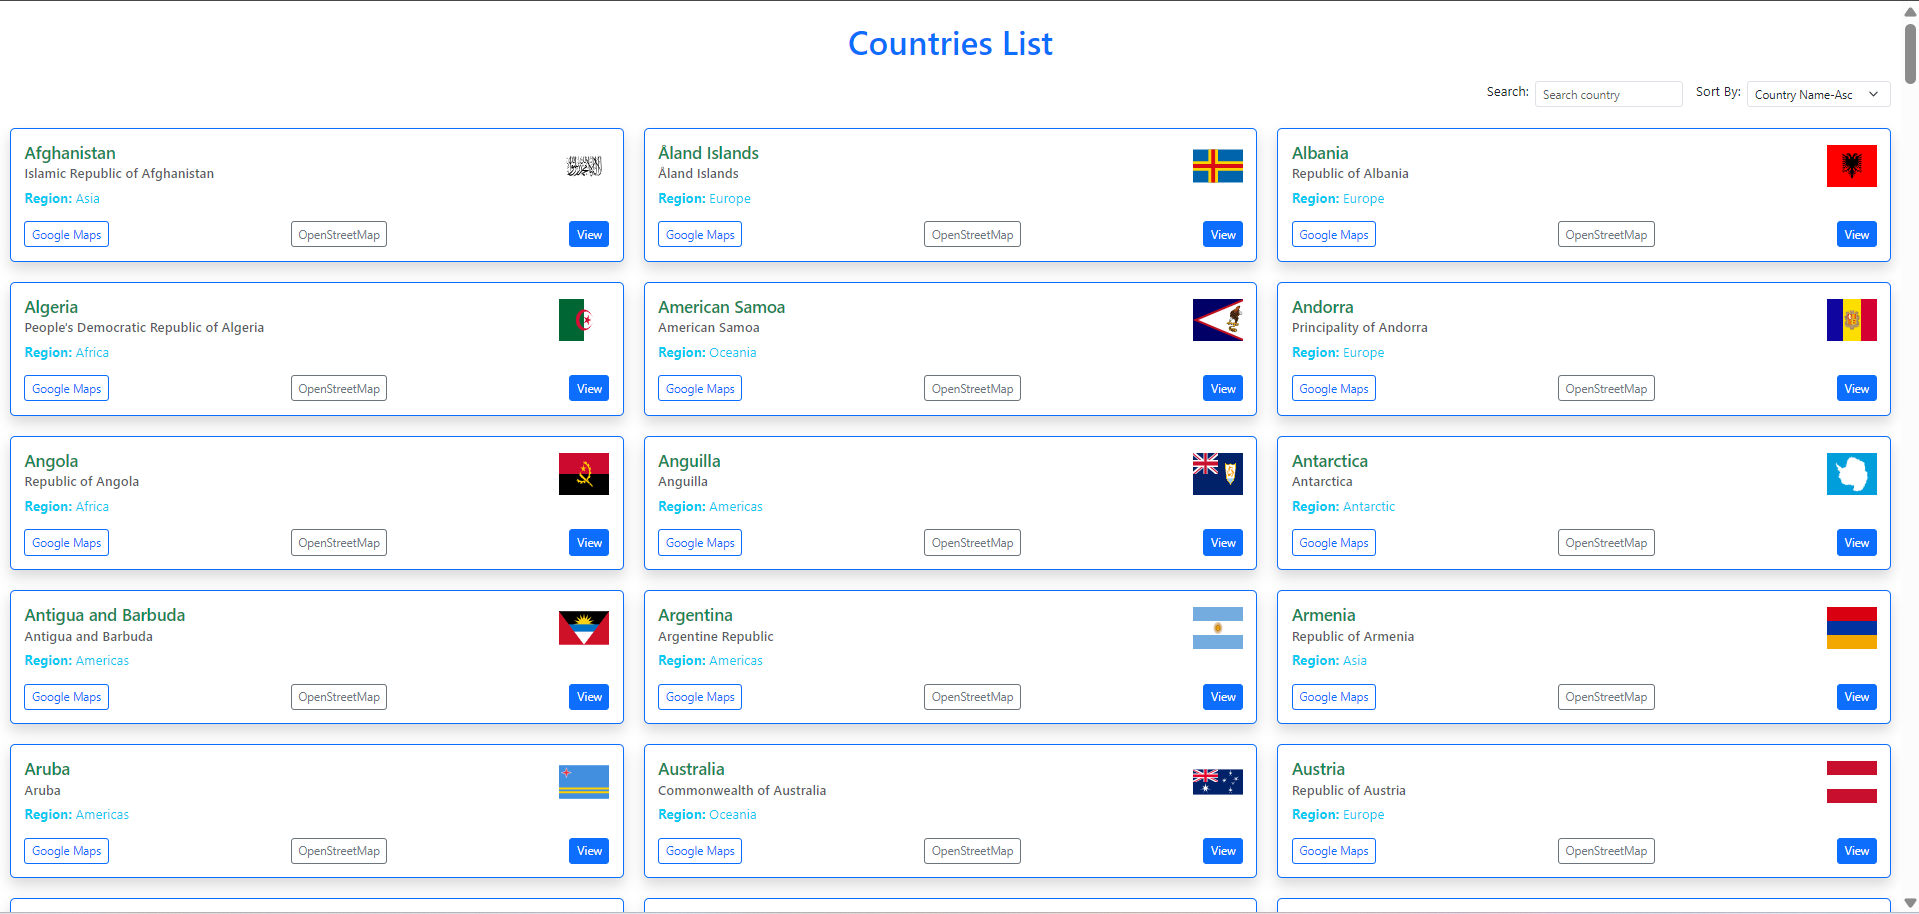 Countries List
Search: Search country Sort By: Country Name-Asc
Afghanistan
Islamic Republic of Afghanistan
Region: Asia
Google Maps OpenStreetMap View
Åland Islands
Åland Islands
Region: Europe
Google Maps OpenStreetMap View
Albania
Republic of Albania
Region: Europe
Google Maps OpenStreetMap View
Algeria
People's Democratic Republic of Algeria
Region: Africa
Google Maps OpenStreetMap View
American Samoa
American Samoa
Region: Oceania
Google Maps OpenStreetMap View
Andorra
Principality of Andorra
Region: Europe
Google Maps OpenStreetMap View
Angola
Republic of Angola
Region: Africa
Google Maps OpenStreetMap View
Anguilla
Anguilla
Region: Americas
Google Maps OpenStreetMap View
Antarctica
Antarctica
Region: Antarctic
Google Maps OpenStreetMap View
Antigua and Barbuda
Antigua and Barbuda
Region: Americas
Google Maps OpenStreetMap View
Argentina
Argentine Republic
Region: Americas
Google Maps OpenStreetMap View
Armenia
Republic of Armenia
Region: Asia
Google Maps OpenStreetMap View
Aruba
Aruba
Region: Americas
Google Maps OpenStreetMap View
Australia
Commonwealth of Australia
Region: Oceania
Google Maps OpenStreetMap View
Austria
Republic of Austria
Region: Europe
Google Maps OpenStreetMap View